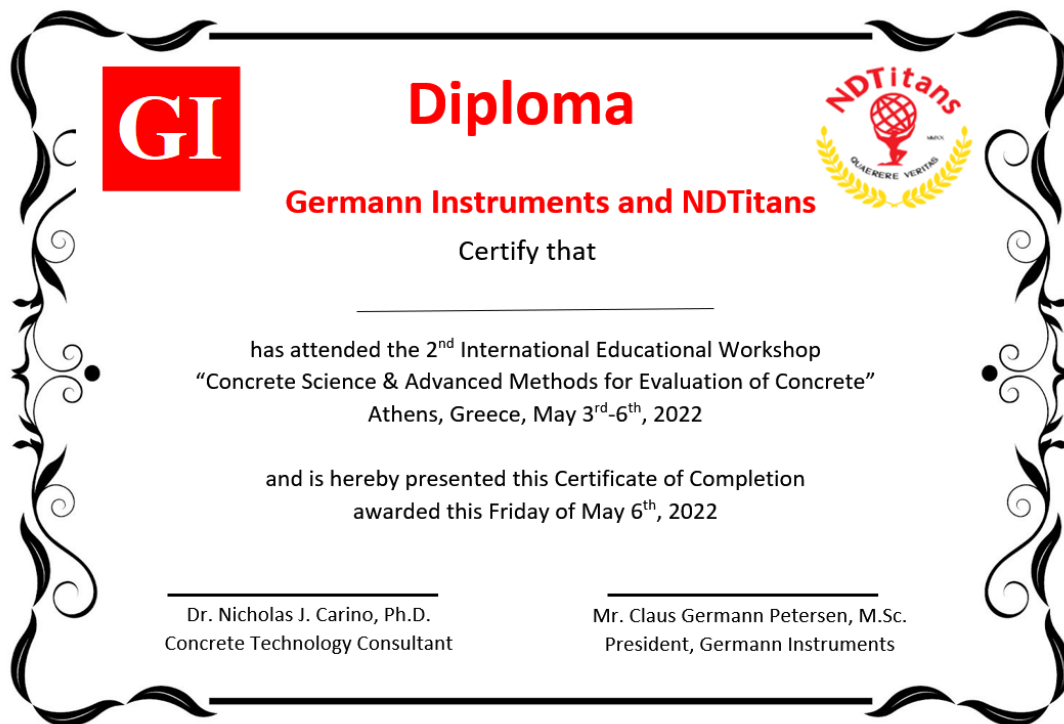 GI
Diploma
NDTitans
MMXX
QUAERERE VERITAS
Germann Instruments and NDTitans
Certify that
has attended the 2nd International Educational Workshop
“Concrete Science & Advanced Methods for Evaluation of Concrete”
Athens, Greece, May 3rd-6th, 2022
and is hereby presented this Certificate of Completion
awarded this Friday of May 6th, 2022
Dr. Nicholas J. Carino, Ph.D.
Concrete Technology Consultant
Mr. Claus Germann Petersen, M.Sc.
President, Germann Instruments